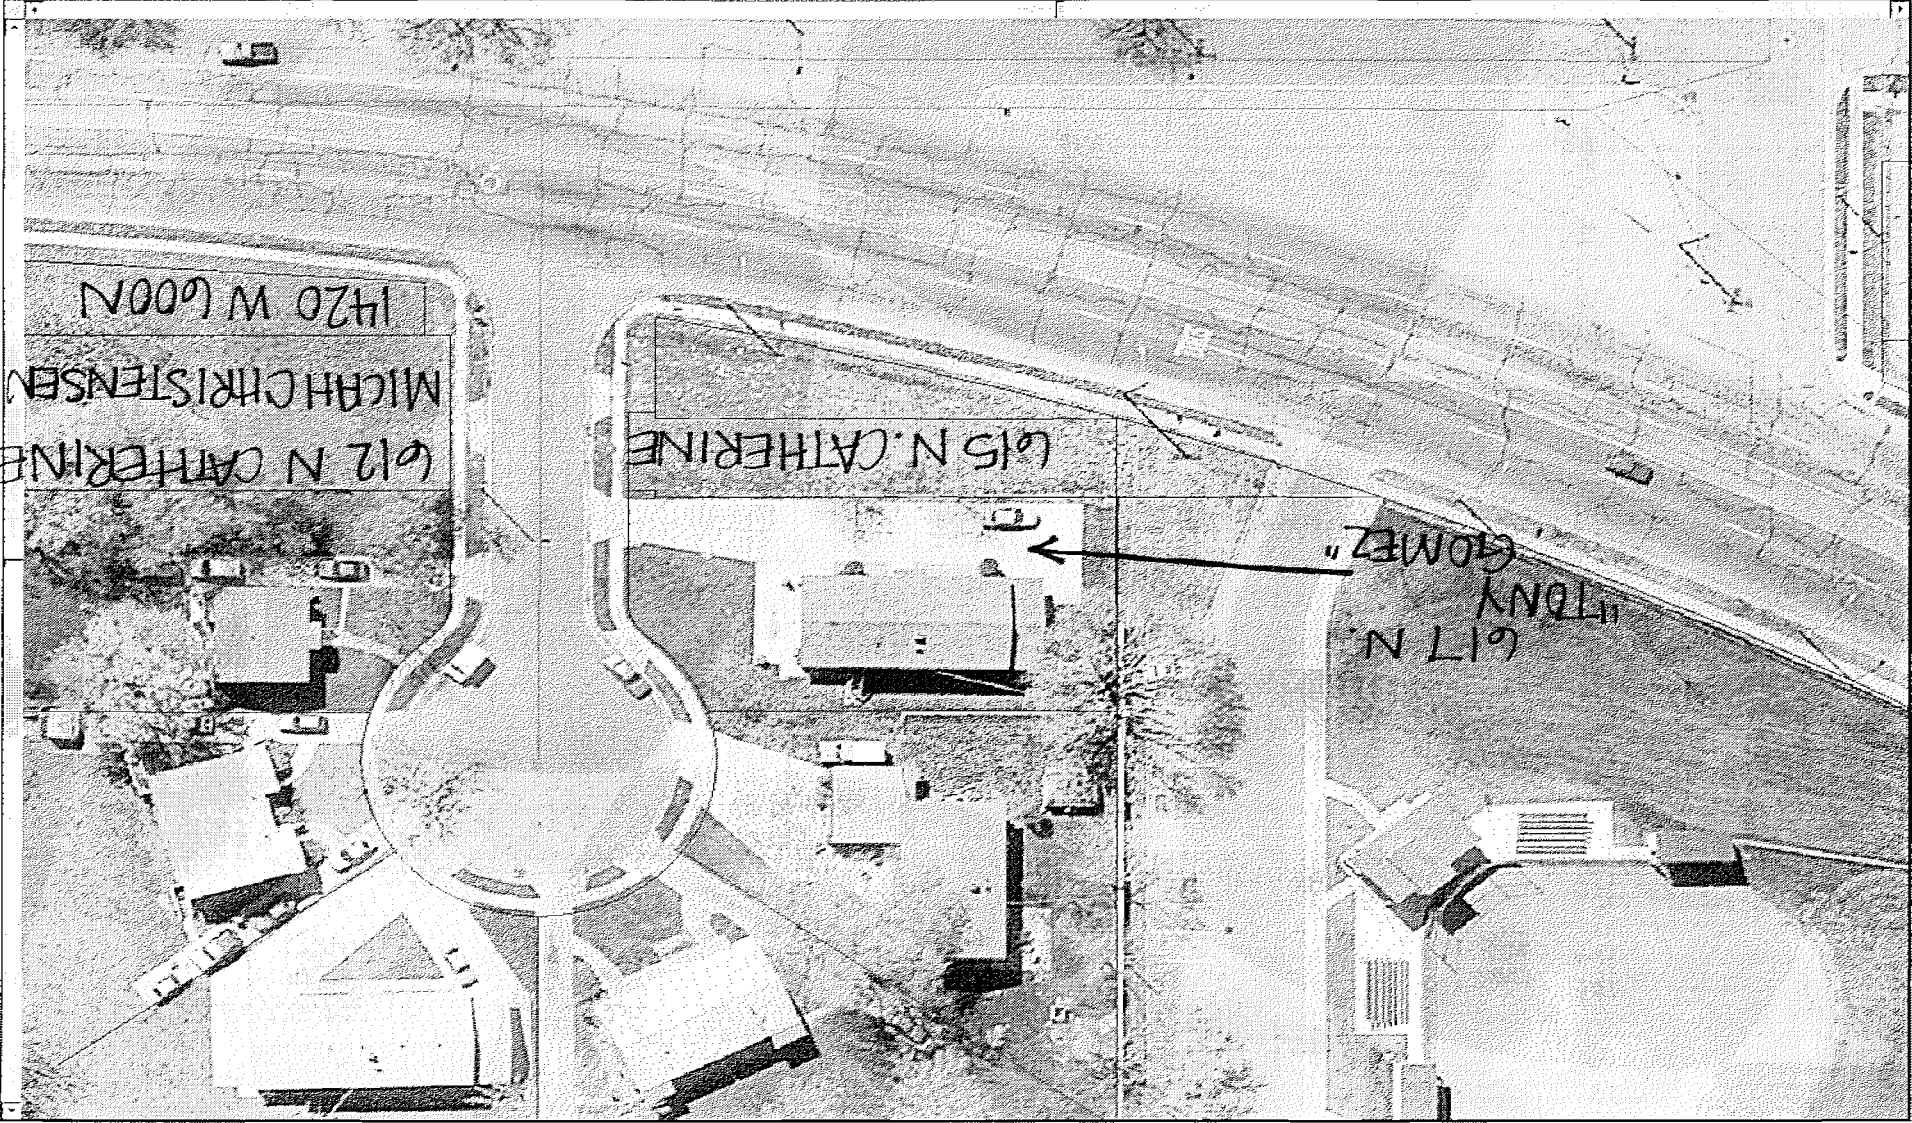 617 N.
"TONY
GOMEZ"
615 N. CATHERINE
612 N CATHERINE
MICAH CHRISTENSEN
1420 W 600N